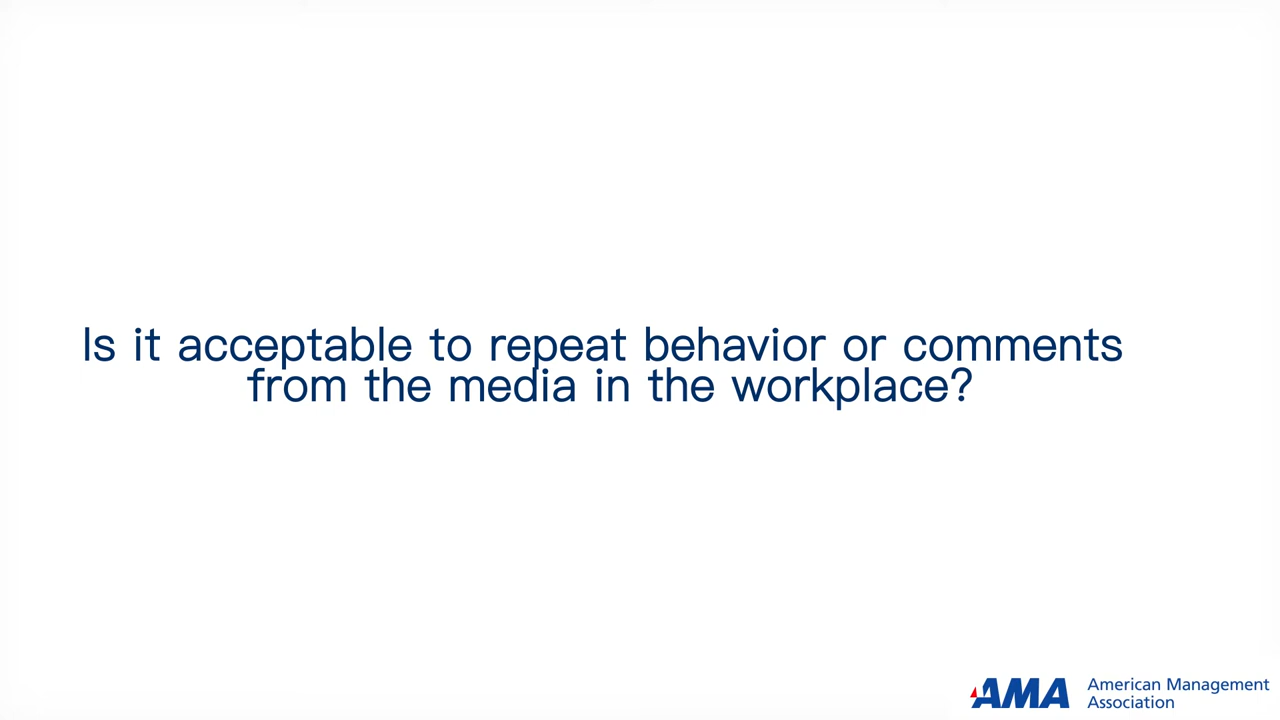 Is it acceptable to repeat behavior or comments
from the media in the workplace?
AMA
American Management
Association